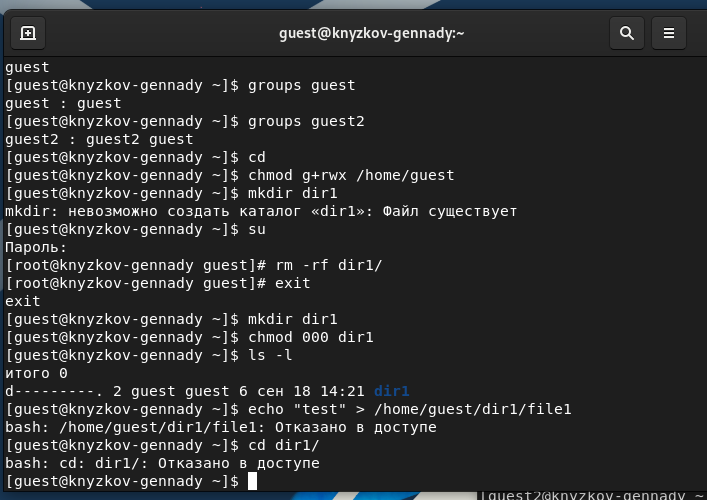 guest@knyzkov-gennady:~
guest
[guest@knyzkov-gennady ~]$ groups guest
guest : guest
[guest@knyzkov-gennady ~]$ groups guest2
guest2 : guest2 guest
[guest@knyzkov-gennady ~]$ cd
[guest@knyzkov-gennady ~]$ chmod g+rwx /home/guest
[guest@knyzkov-gennady ~]$ mkdir dir1
mkdir: невозможно создать каталог «dir1»: Файл существует
[guest@knyzkov-gennady ~]$ su
Пароль:
[root@knyzkov-gennady guest]# rm -rf dir1/
[root@knyzkov-gennady guest]# exit
exit
[guest@knyzkov-gennady ~]$ mkdir dir1
[guest@knyzkov-gennady ~]$ chmod 000 dir1
[guest@knyzkov-gennady ~]$ ls -l
итого 0
d---------. 2 guest guest 6 сен 18 14:21 dir1
[guest@knyzkov-gennady ~]$ echo "test" > /home/guest/dir1/file1
bash: /home/guest/dir1/file1: Отказано в доступе
[guest@knyzkov-gennady ~]$ cd dir1/
bash: cd: dir1/: Отказано в доступе
[guest@knyzkov-gennady ~]$
[guest2@knyzkov-gennady ~